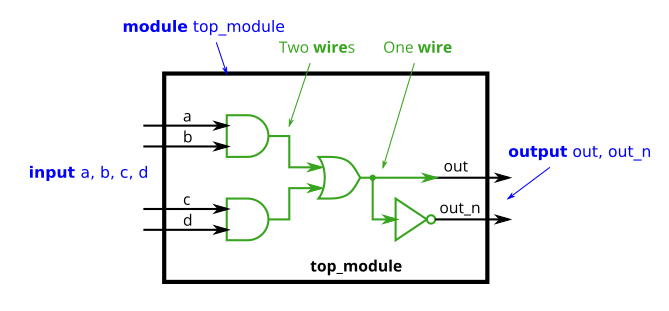 module top_module
Two wires
One wire
a
b
input a, b, c, d
c
d
out
output out, out_n
out_n
top_module